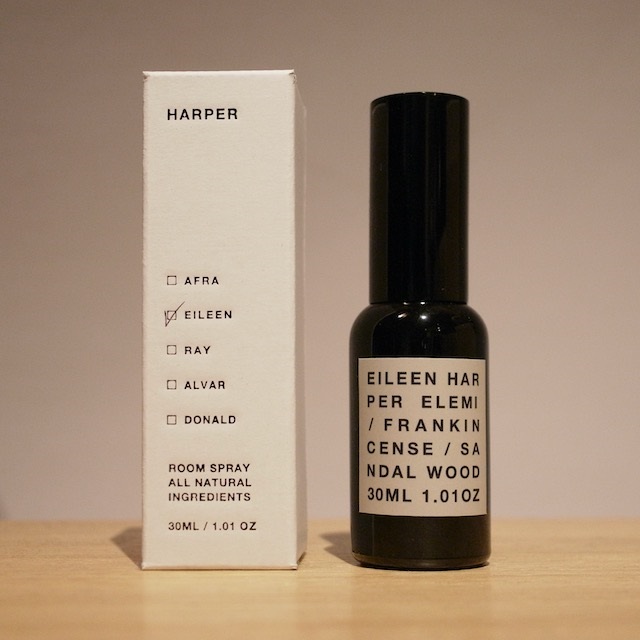 HARPER
AFRA
EILEEN
RAY
ALVAR
DONALD
ROOM SPRAY
ALL NATURAL
INGREDIENTS
30ML / 1.01 OZ
EILEEN HAR
PER ELEMI
/ FRANKIN
CENSE / SA
NDAL WOOD
30ML 1.01OZ